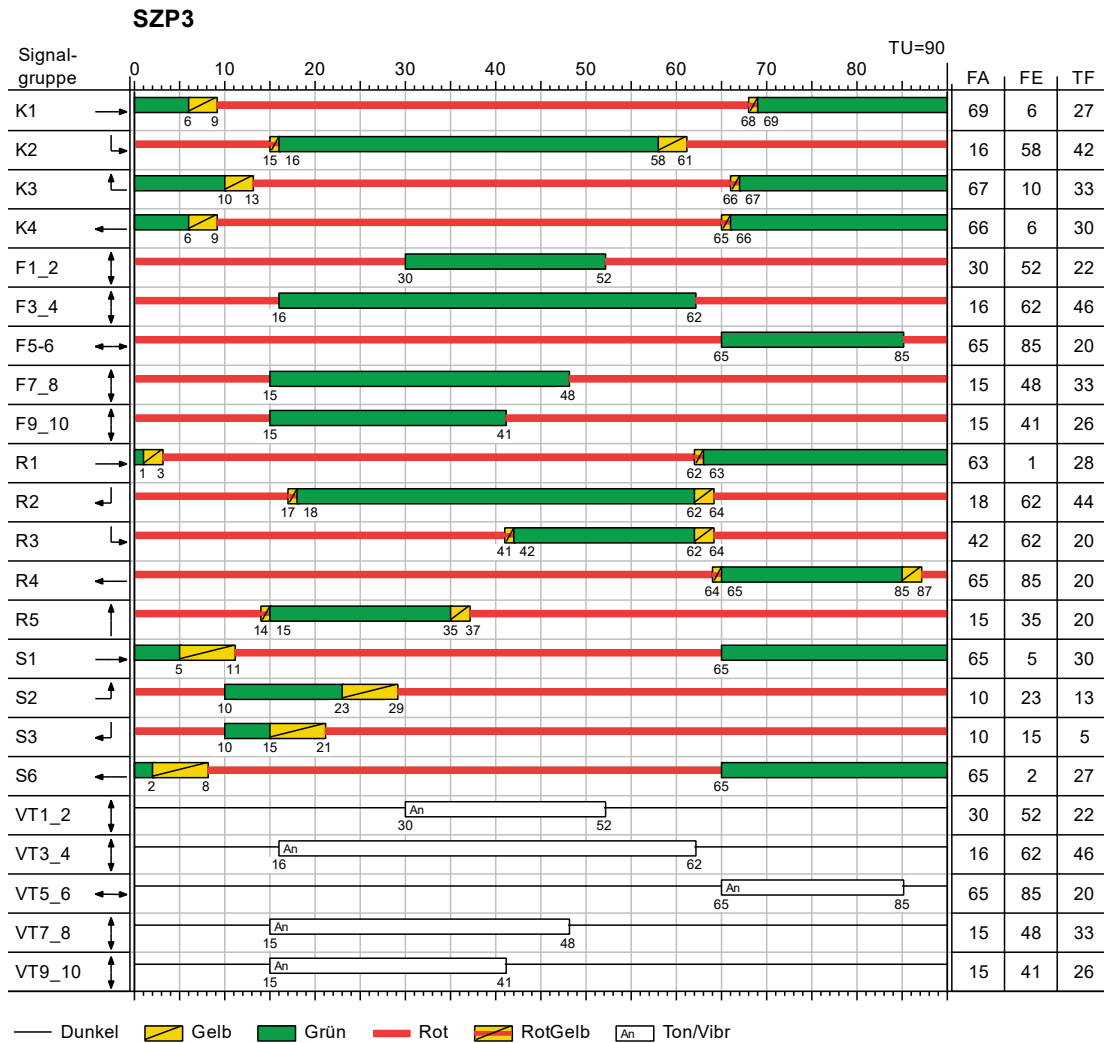 SZP3
Signal-
gruppe
TU=90
0 10 20 30 40 50 60 70 80
FA FE TF
K1 69 6 27
6 9 68 69
K2 16 58 42
15 16 58 61
K3 67 10 33
10 13 66 67
K4 66 6 30
6 9 65 66
F1_2 30 52 22
30 52
F3_4 16 62 46
16 62
F5-6 65 85 20
65 85
F7_8 15 48 33
15 48
F9_10 15 41 26
15 41
R1 63 1 28
1 3 62 63
R2 18 62 44
17 18 62 64
R3 42 62 20
41 42 62 64
R4 65 85 20
64 65 85 87
R5 15 35 20
14 15 35 37
S1 65 5 30
5 11 65
S2 10 23 13
10 23 29
S3 10 15 5
10 15 21
S6 65 2 27
2 8 65
VT1_2 An 30 52 22
30 52
VT3_4 An 16 62 46
16 62
VT5_6 An 65 85 20
65 85
VT7_8 An 15 48 33
15 48
VT9_10 An 15 41 26
15 41
Dunkel Gelb Grün Rot RotGelb An Ton/Vibr